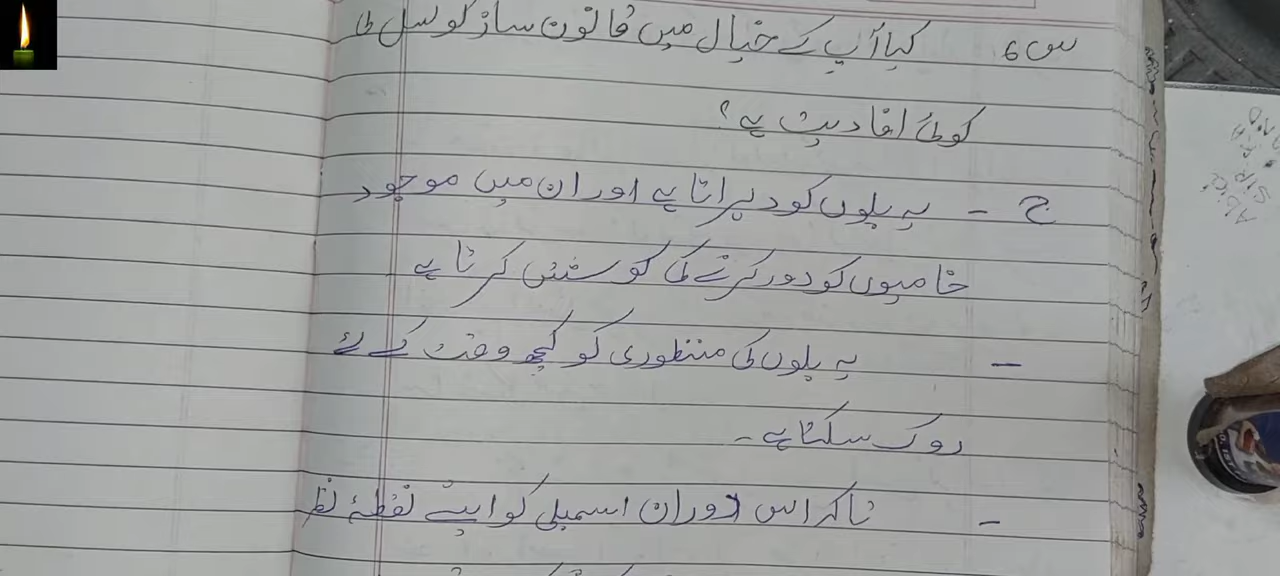 س 6 کیا آپ کے خیال میں قانون ساز کونسل کی
کوئی افادیت ہے؟
ج - یہ بلوں کو دہراتا ہے اور ان میں موجود
خامیوں کو دور کرنے کی کوشش کرتا ہے
- یہ بلوں کی منظوری کو کچھ وقت کے لئے
روک سکتا ہے -
- تاکہ اس دوران اسمبلی کو اپنے نقطۂ نظر